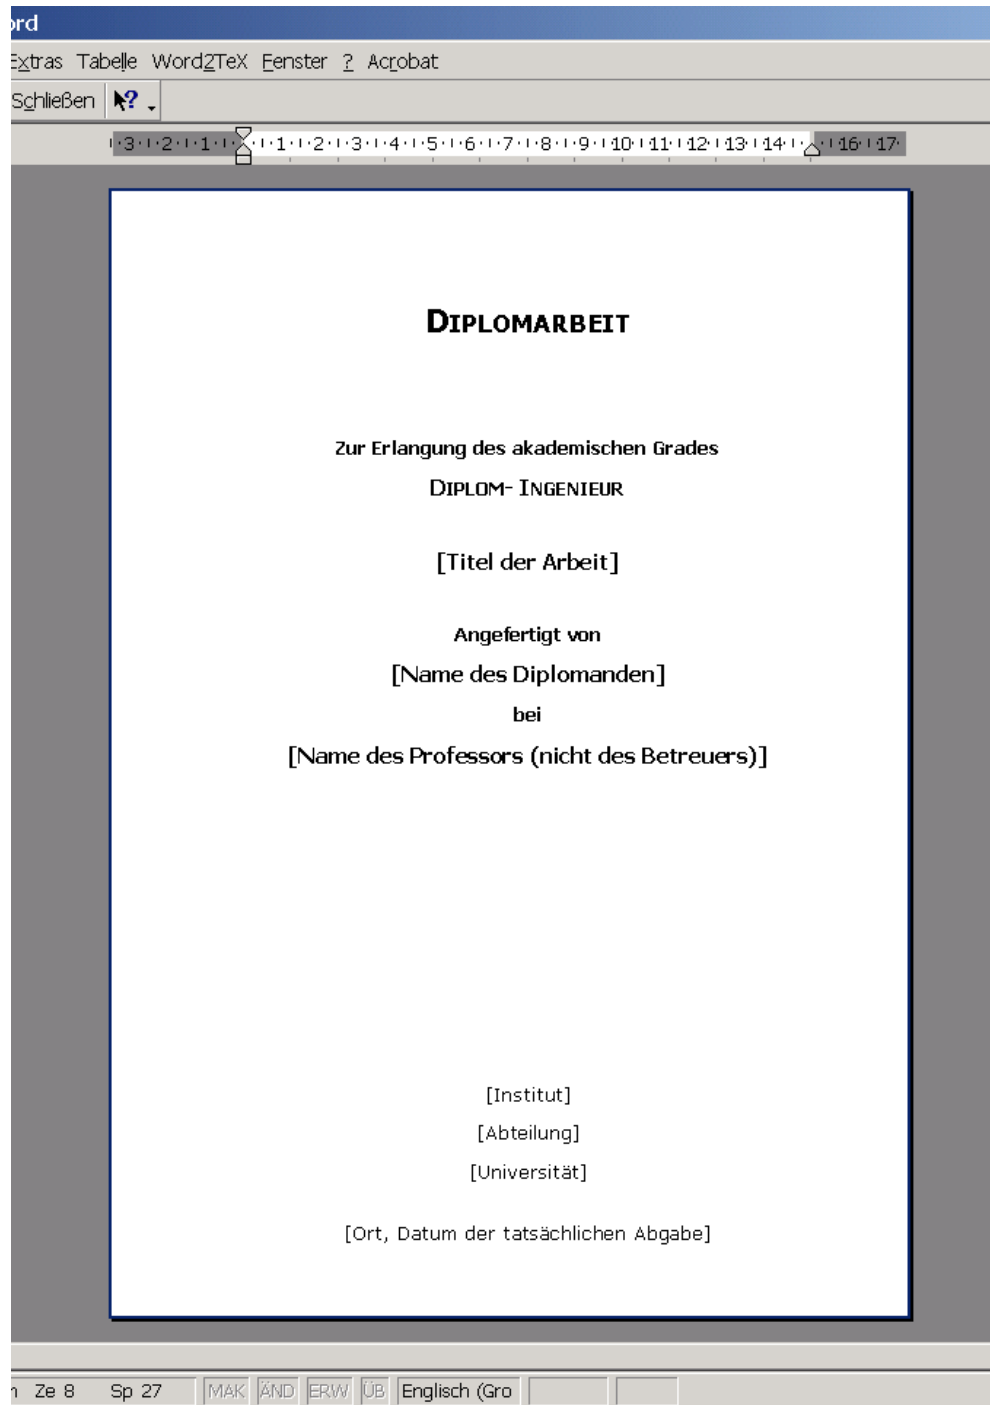 ord
Extras Tabelle Word2TeX Fenster ? Acrobat
Schließen
3 2 1 1 2 3 4 5 6 7 8 9 10 11 12 13 14 16 17
DIPLOMARBEIT
Zur Erlangung des akademischen Grades
DIPLOM- INGENIEUR
[Titel der Arbeit]
Angefertigt von
[Name des Diplomanden]
bei
[Name des Professors (nicht des Betreuers)]
[Institut]
[Abteilung]
[Universität]
[Ort, Datum der tatsächlichen Abgabe]
n Ze 8 Sp 27 MAK ÄND ERW ÜB Englisch (Gro